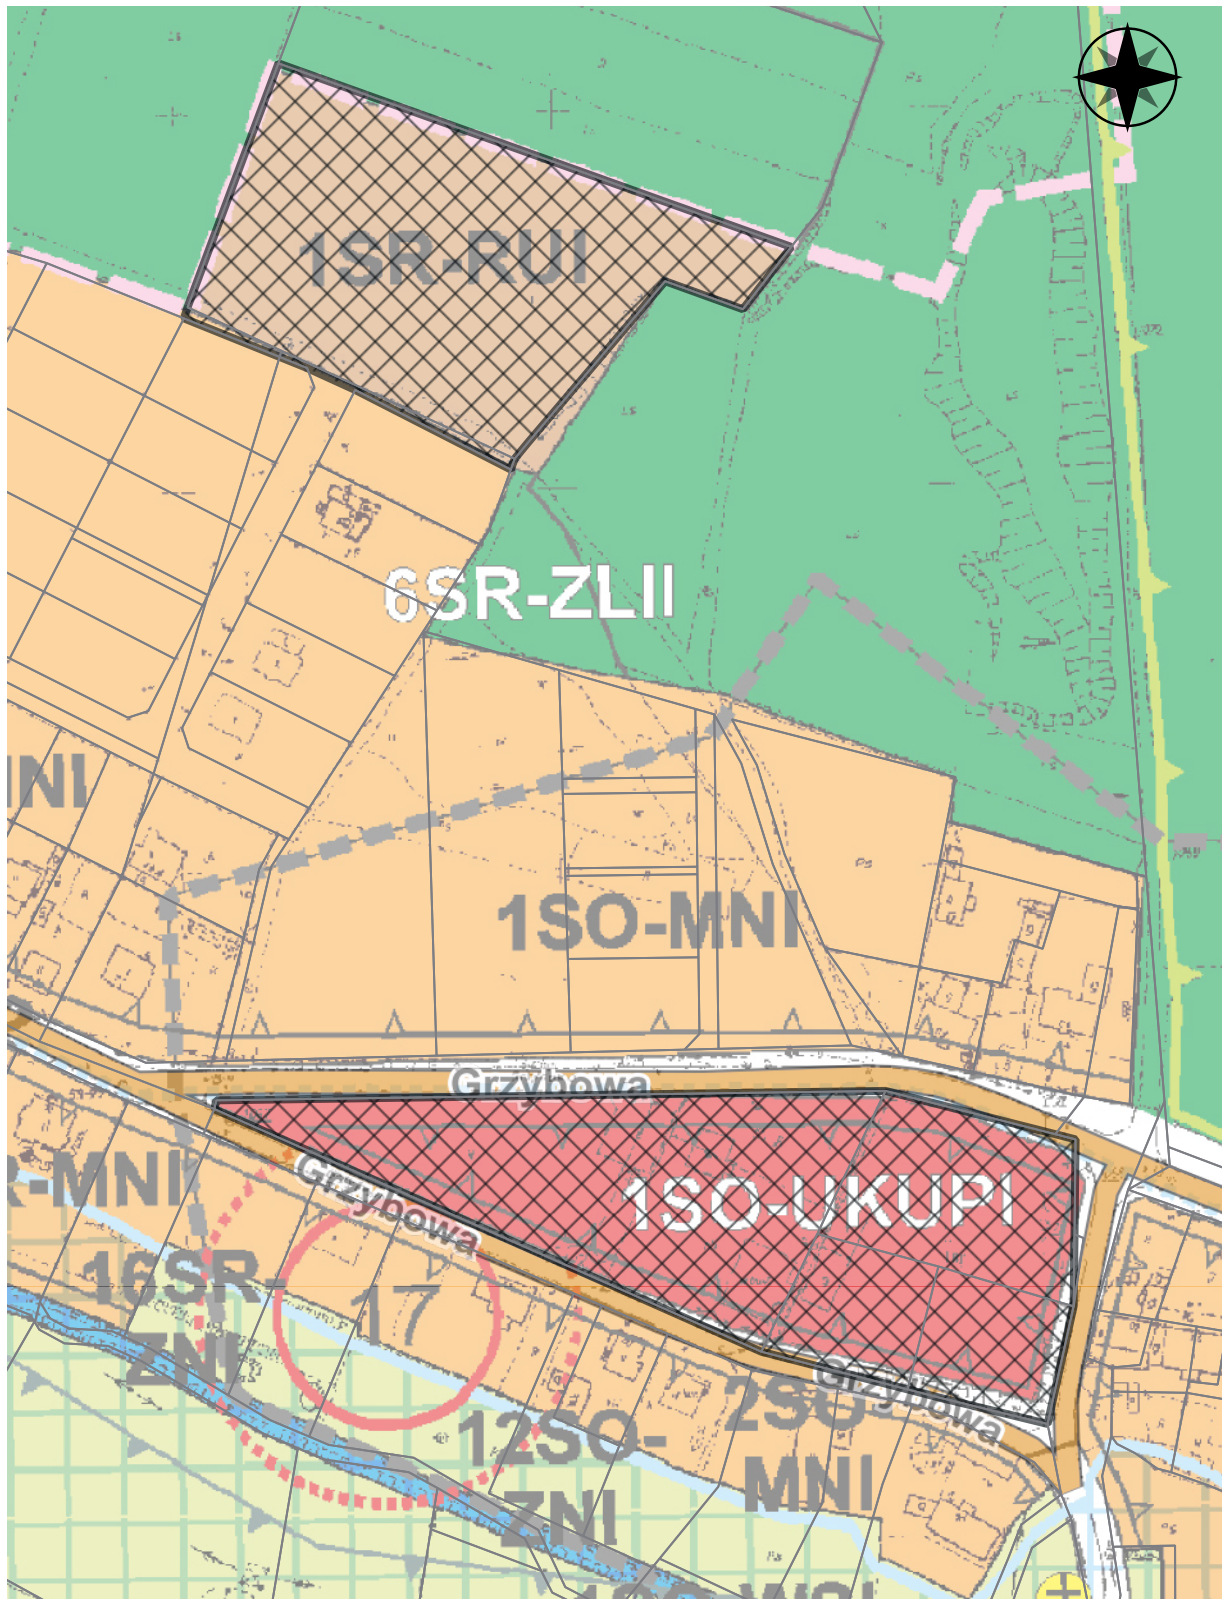 1SR-RUI
6SR-ZLII
1SO-MNI
Grzybowa
1SO-UKUPI
Grzybowa
R-MNI
16SR-
ZNI
17
Grzybowa
2SO-
MNI
12SO-
ZNI